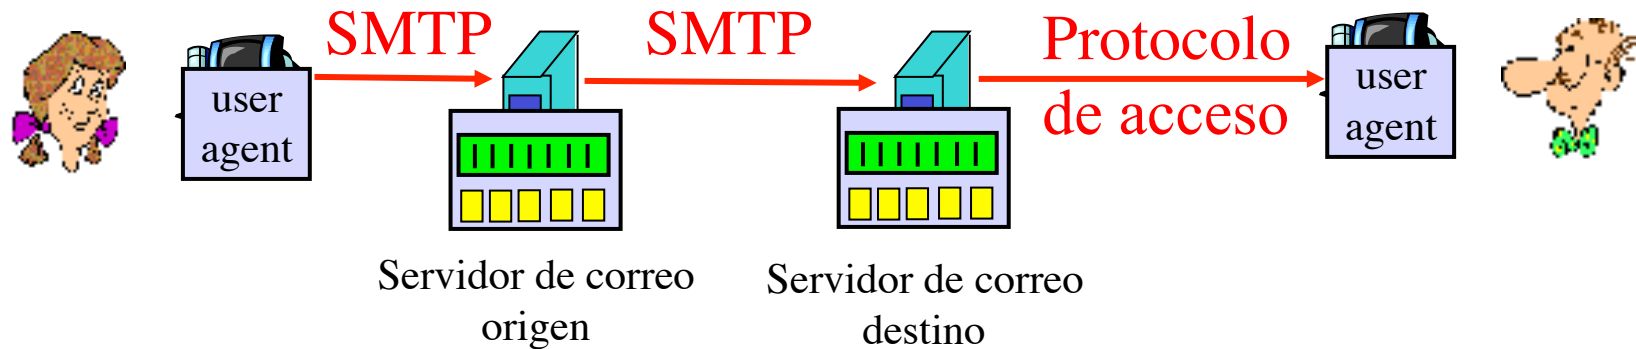 SMTP
SMTP
Protocolo
de acceso
user
agent
user
agent
Servidor de correo
origen
Servidor de correo
destino